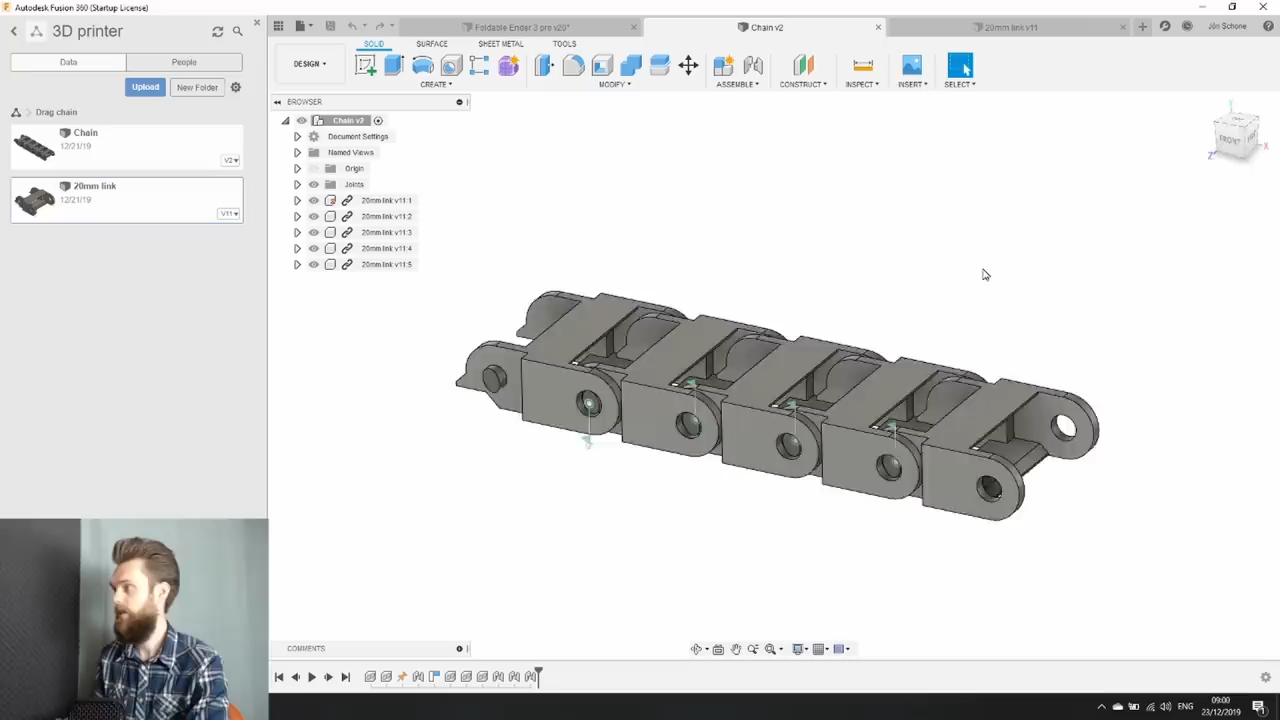 Autodesk Fusion 360 (Startup License)
3D printer
Foldable Ender 3 pre v20*
Chain v2
20mm link v11
Jón Schone
Data
People
SOLID
SURFACE
SHEET METAL
TOOLS
DESIGN
Upload
New Folder
CREATE
MODIFY
ASSEMBLE
CONSTRUCT
INSPECT
INSERT
SELECT
BROWSER
Drag chain
Chain v2
Chain
12/21/19
V2
Document Settings
Named Views
Origin
Joints
20mm link
12/21/19
V11
20mm link v11:1
20mm link v11:2
20mm link v11:3
20mm link v11:4
20mm link v11:5
FRONT
Y
X
Z
COMMENTS
ENG
09:00
23/12/2019